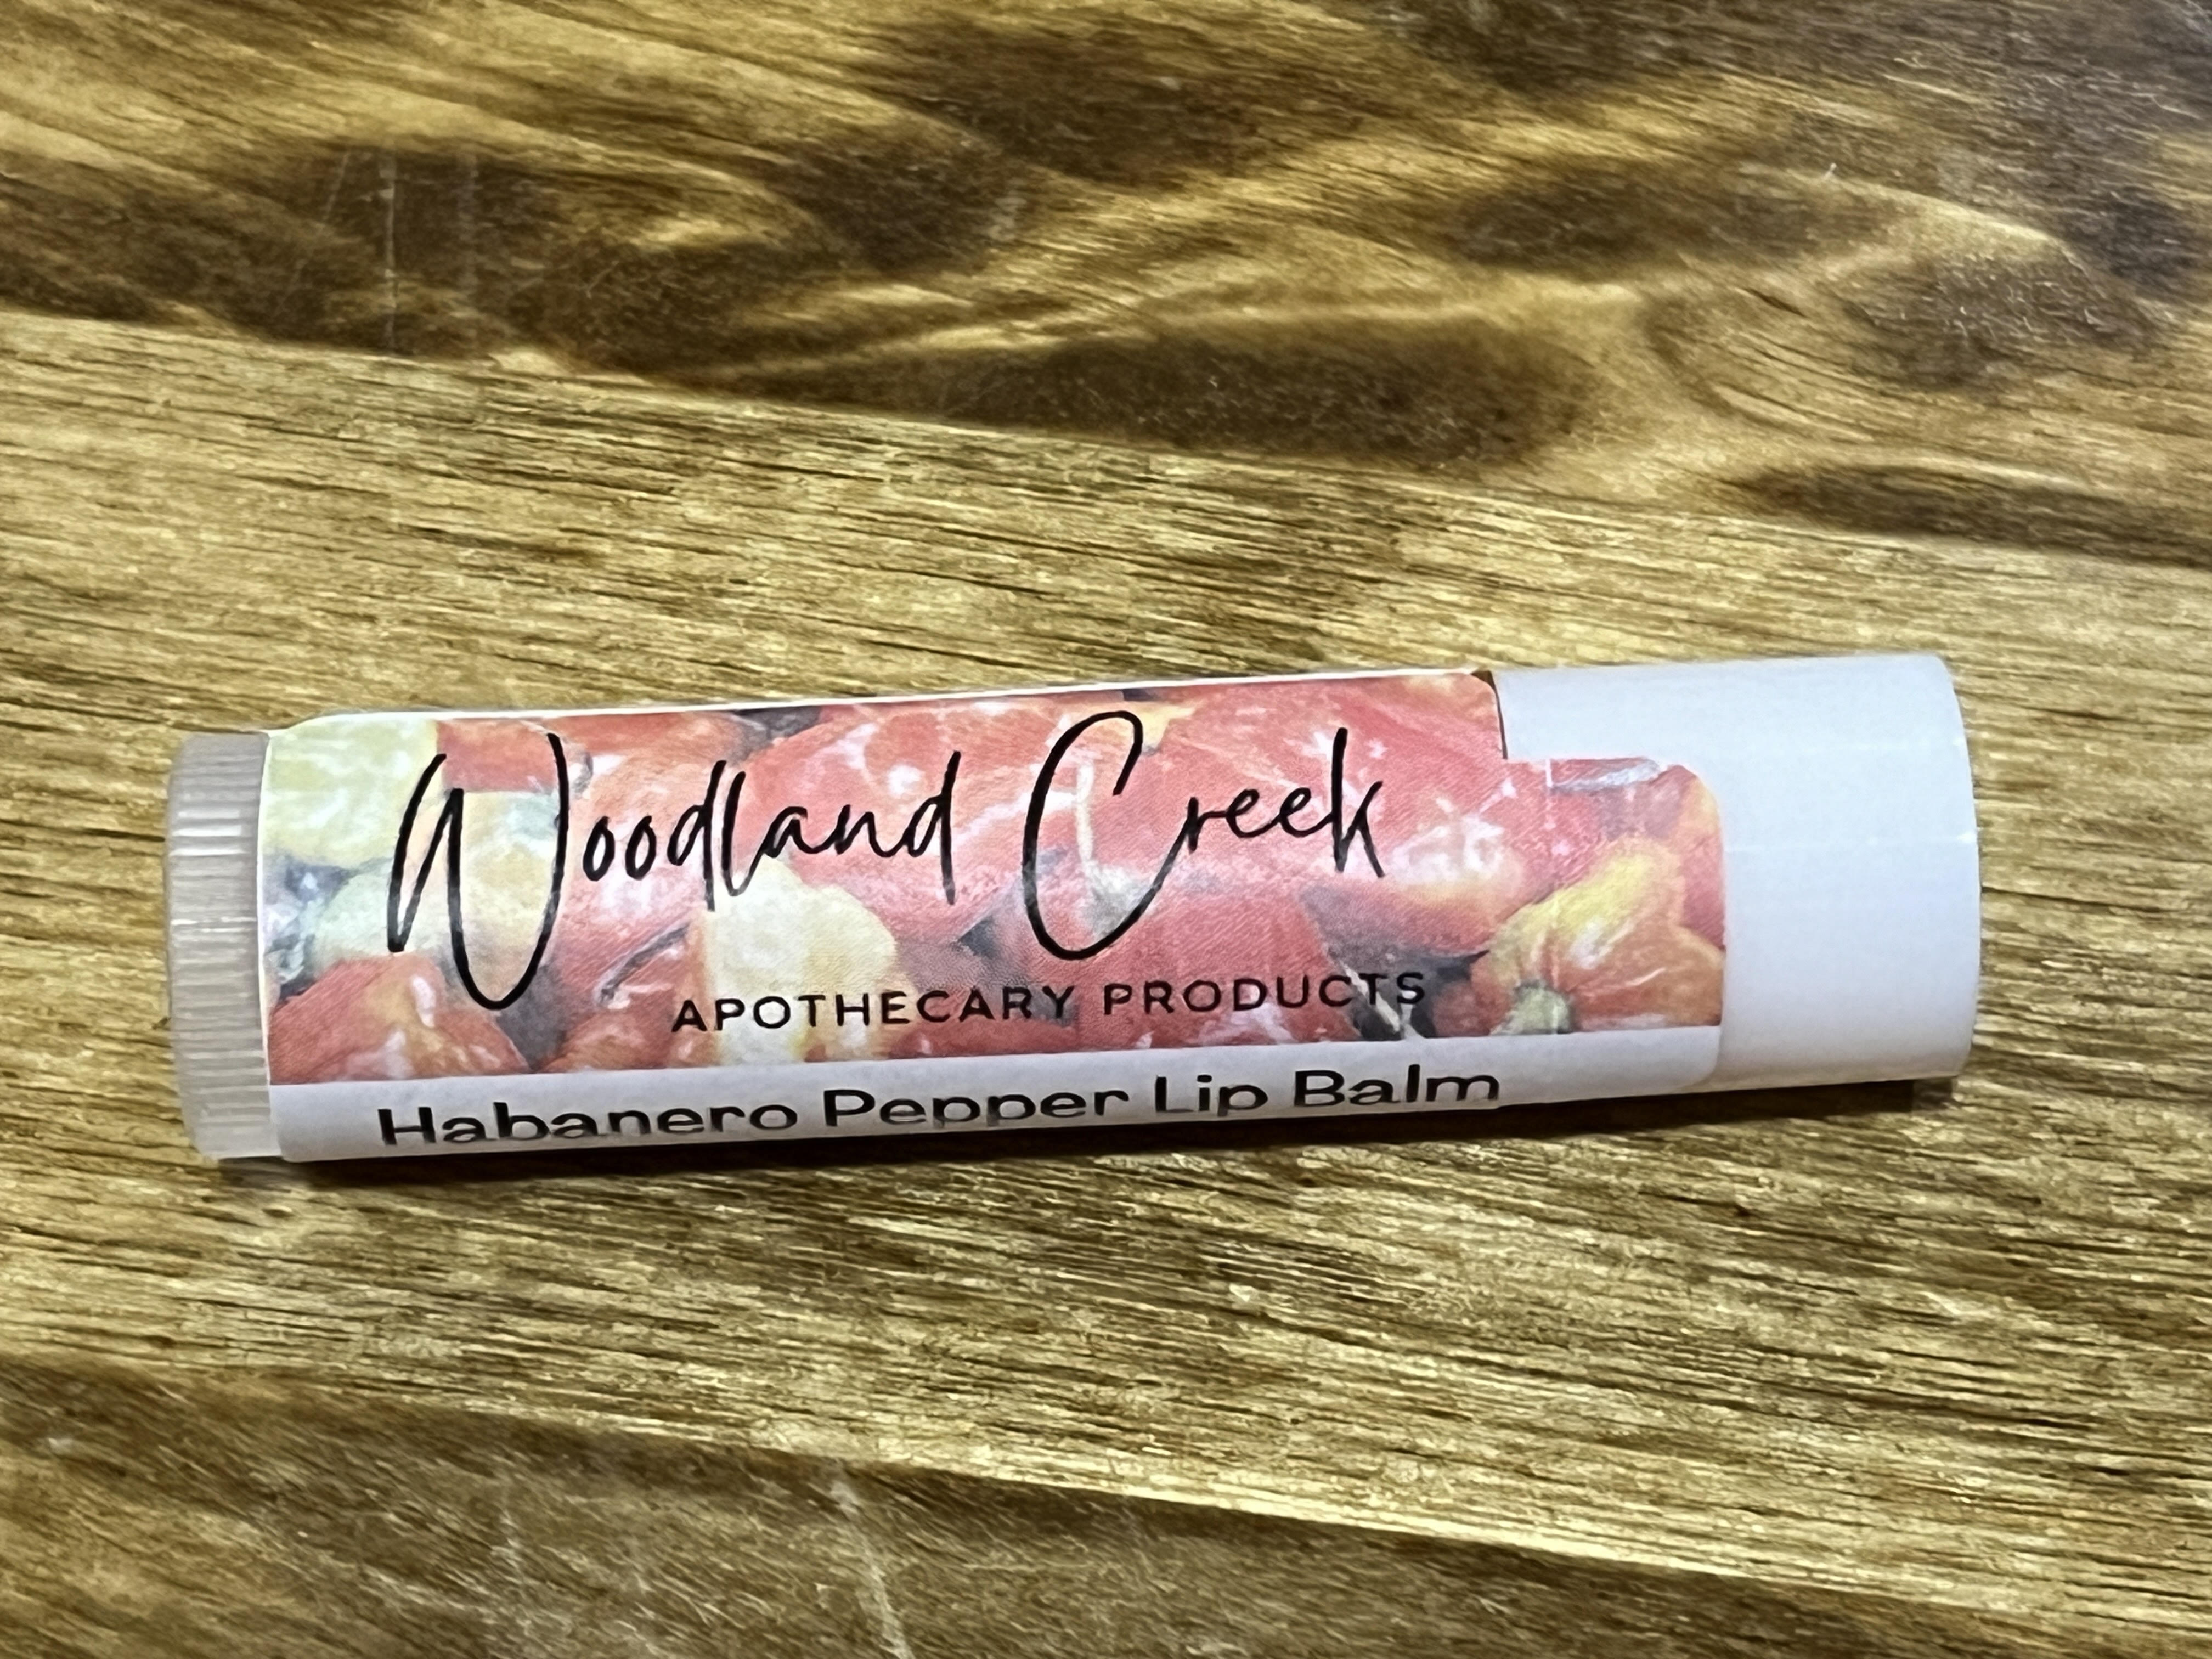 Woodland Creek
APOTHECARY PRODUCTS
Habanero Pepper Lip Balm